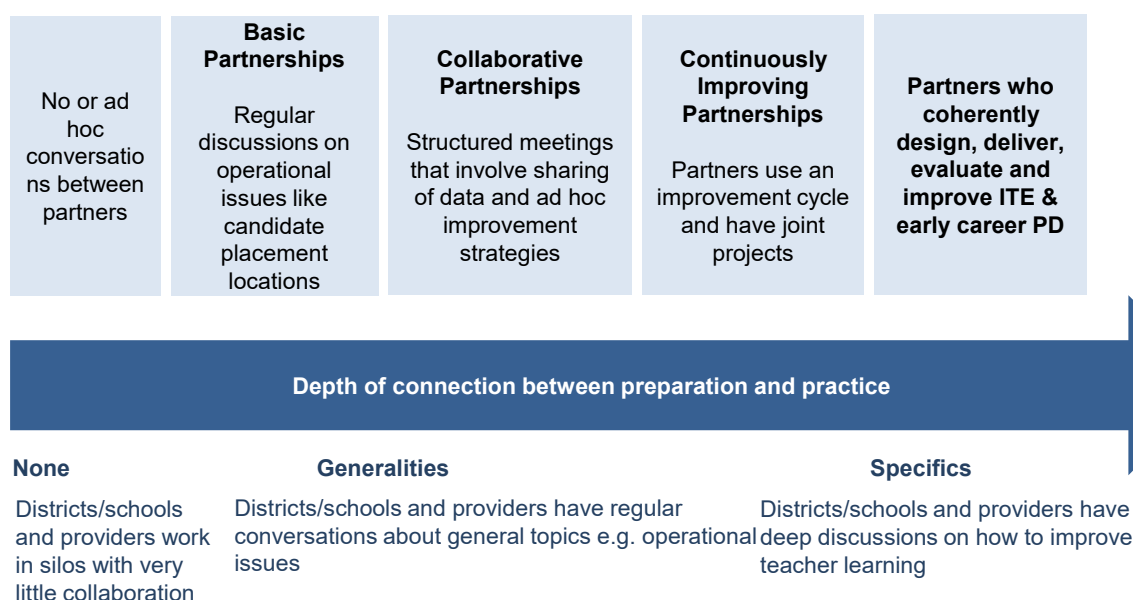 No or ad
hoc
conversatio
ns between
partners
Basic
Partnerships
Regular
discussions on
operational
issues like
candidate
placement
locations
Collaborative
Partnerships
Structured meetings
that involve sharing
of data and ad hoc
improvement
strategies
Continuously
Improving
Partnerships
Partners use an
improvement cycle
and have joint
projects
Partners who
coherently
design, deliver,
evaluate and
improve ITE &
early career PD
Depth of connection between preparation and practice
None
Districts/schools
and providers work
in silos with very
little collaboration
Generalities
Districts/schools and providers have regular
conversations about general topics e.g. operational
issues
Specifics
Districts/schools and providers have
deep discussions on how to improve
teacher learning